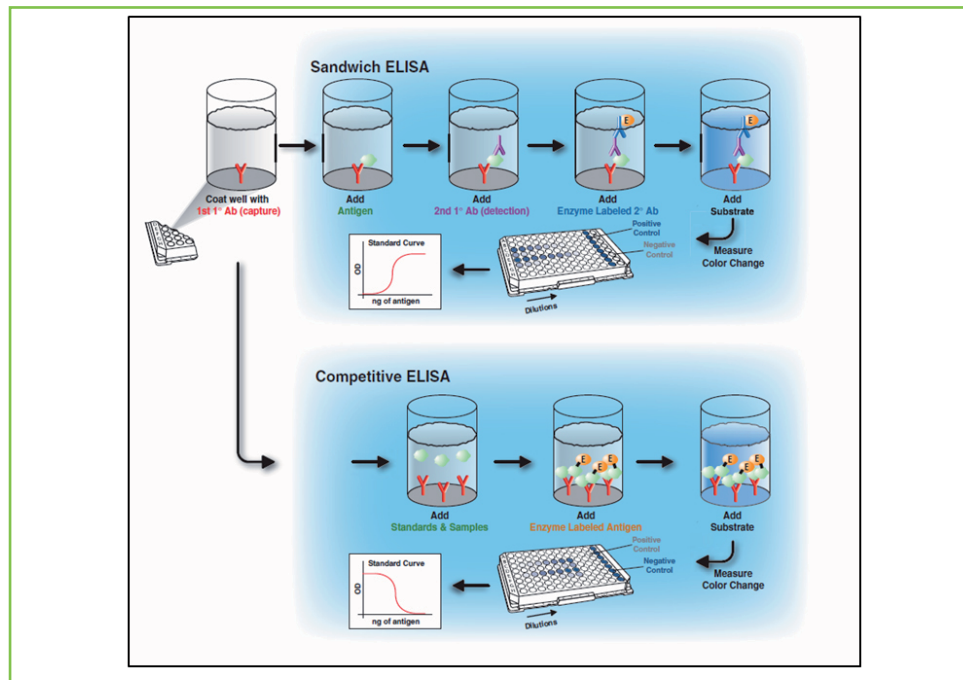 Sandwich ELISA
E
E
Coat well with
1st 1° Ab (capture)
Add
Antigen
Add
2nd 1° Ab (detection)
Add
Enzyme Labeled 2° Ab
Add
Substrate
Standard Curve
OD
ng of antigen
Positive
Control
Negative
Control
Dilutions
Measure
Color Change
Competitive ELISA
E
E
E
E
E
E
Add
Standards & Samples
Add
Enzyme Labeled Antigen
Add
Substrate
Standard Curve
OD
ng of antigen
Positive
Control
Negative
Control
Dilutions
Measure
Color Change